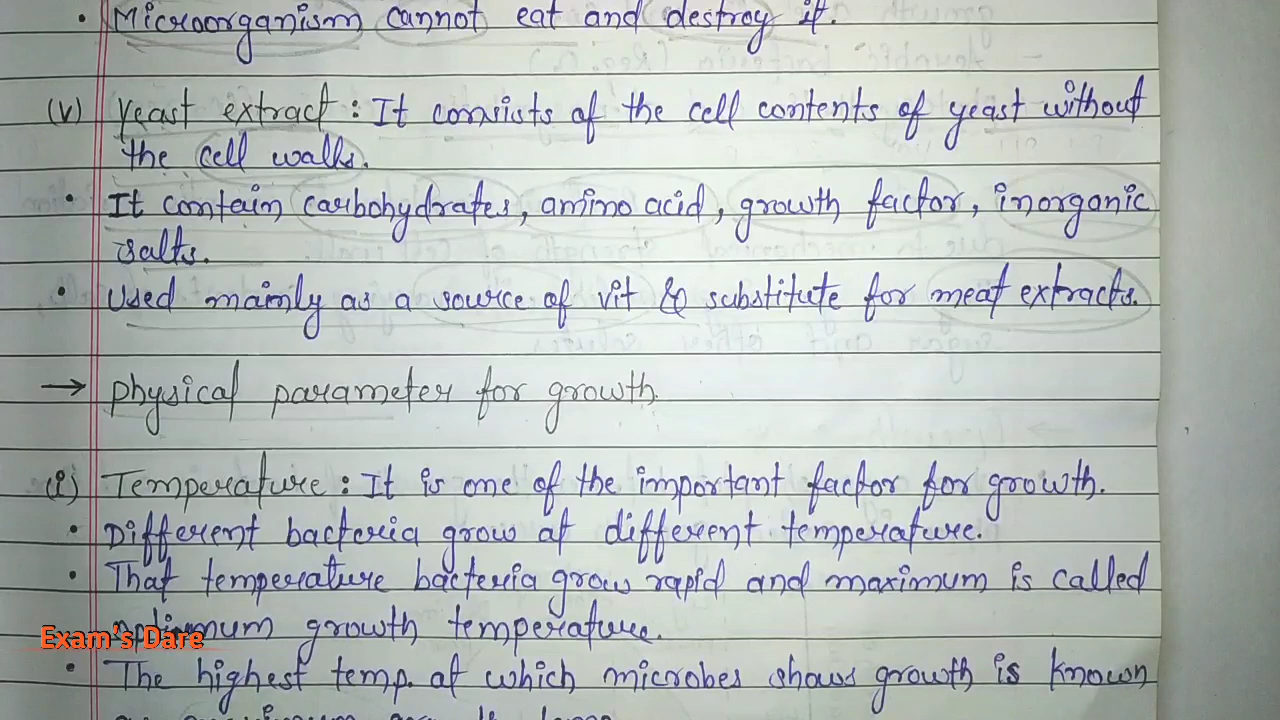 • Microorganism cannot eat and destroy it.
(v) Yeast extract : It consists of the cell contents of yeast without
the cell walls.
• It contain carbohydrates, amino acid, growth factor, inorganic
salts.
• Used mainly as a source of vit & substitute for meat extracts.
→ Physical parameter for growth.
(i) Temperature : It is one of the important factor for growth.
• Different bacteria grow at different temperature.
• That temperature bacteria grow rapid and maximum is called
optimum growth temperature.
Exam's Dare
• The highest temp. at which microbes shows growth is known